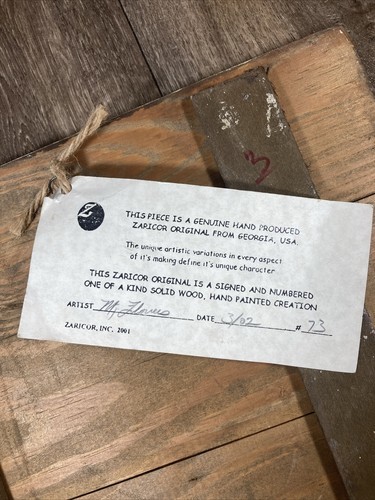 Z
3
THIS PIECE IS A GENUINE HAND PRODUCED
ZARICOR ORIGINAL FROM GEORGIA, USA.
The unique artistic variations in every aspect
of it's making define it's unique character
THIS ZARICOR ORIGINAL IS A SIGNED AND NUMBERED
ONE OF A KIND SOLID WOOD, HAND PAINTED CREATION
ARTIST DATE 3/02 # 73
ZARICOR, INC. 2001